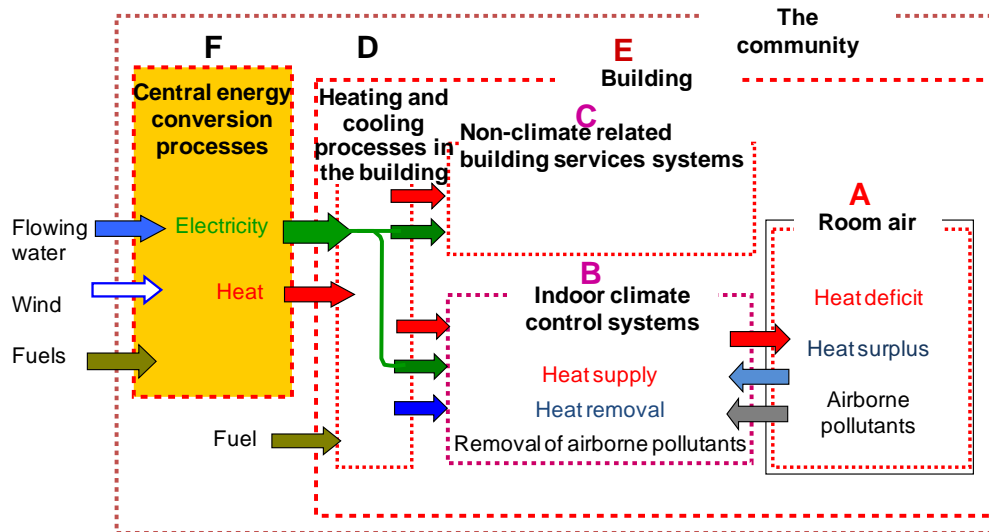 The
community
F
D
E
Building
Central energy
conversion
processes
Heating and
cooling
processes in
the building
C
Non-climate related
building services systems
A
Room air
Flowing
water
Electricity
Wind
Heat
Fuels
Fuel
B
Indoor climate
control systems
Heat supply
Heat removal
Removal of airborne pollutants
Heat deficit
Heat surplus
Airborne
pollutants